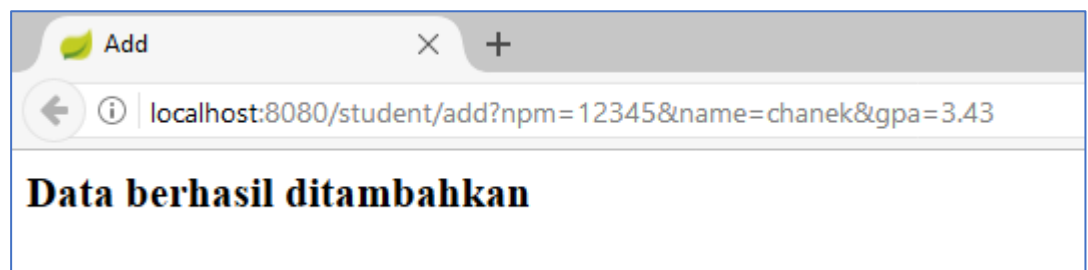 Add
localhost:8080/student/add?npm=12345&name=chanek&gpa=3.43
Data berhasil ditambahkan